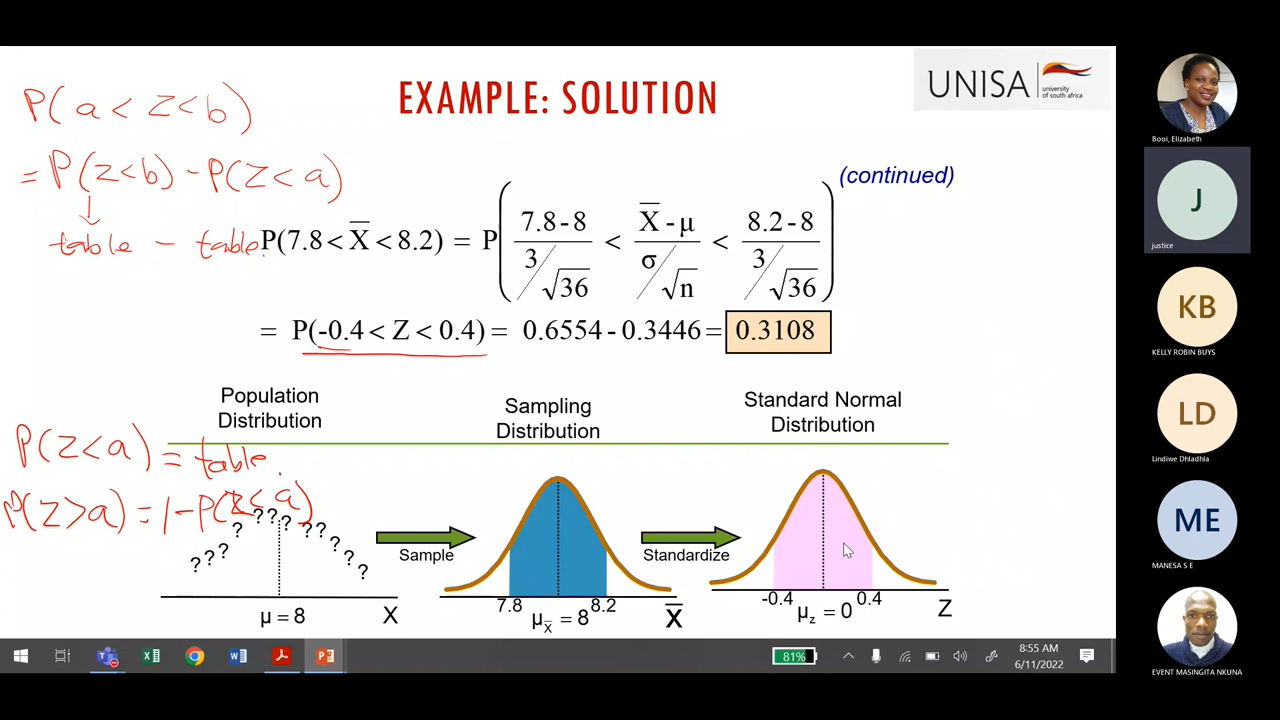 EXAMPLE: SOLUTION
UNISA
university
of south africa
P(a < z < b)
= P(z < b) - P(z < a)
↓
table - table.
(continued)
P(7.8 < X̄ < 8.2) = P( (7.8 - 8)/(3/√36) < (X̄ - μ)/(σ/√n) < (8.2 - 8)/(3/√36) )
= P(-0.4 < Z < 0.4) = 0.6554 - 0.3446 = 0.3108
Population
Distribution
Sampling
Distribution
Standard Normal
Distribution
P(z < a) = table.
P(z > a) = 1 - P(z < a)
? ? ? ? ? ? ? ? ? ? ? ?
Sample
Standardize
7.8
8.2
-0.4
0.4
μ = 8
X
μX̄ = 8
X̄
μz = 0
Z
Booi, Elizabeth
J
justice
KB
KELLY ROBIN BUYS
LD
Lindiwe Dhladhla
ME
MANESA S E
EVENT MASINGITA NKUNA
81%
8:55 AM
6/11/2022